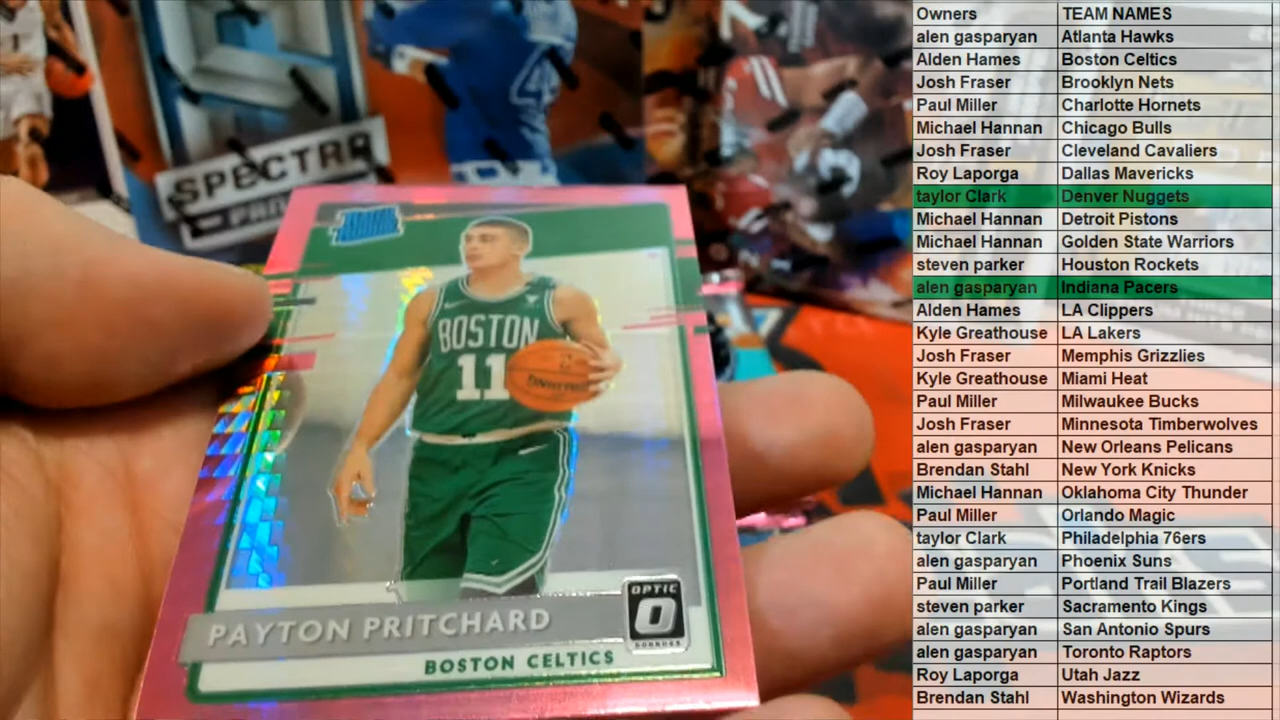 SPECTRA
BOSTON
11
SPALDING
PAYTON PRITCHARD
OPTIC
O
DONRUSS
BOSTON CELTICS
Owners TEAM NAMES
alen gasparyan Atlanta Hawks
Alden Hames Boston Celtics
Josh Fraser Brooklyn Nets
Paul Miller Charlotte Hornets
Michael Hannan Chicago Bulls
Josh Fraser Cleveland Cavaliers
Roy Laporga Dallas Mavericks
taylor Clark Denver Nuggets
Michael Hannan Detroit Pistons
Michael Hannan Golden State Warriors
steven parker Houston Rockets
alen gasparyan Indiana Pacers
Alden Hames LA Clippers
Kyle Greathouse LA Lakers
Josh Fraser Memphis Grizzlies
Kyle Greathouse Miami Heat
Paul Miller Milwaukee Bucks
Josh Fraser Minnesota Timberwolves
alen gasparyan New Orleans Pelicans
Brendan Stahl New York Knicks
Michael Hannan Oklahoma City Thunder
Paul Miller Orlando Magic
taylor Clark Philadelphia 76ers
alen gasparyan Phoenix Suns
Paul Miller Portland Trail Blazers
steven parker Sacramento Kings
alen gasparyan San Antonio Spurs
alen gasparyan Toronto Raptors
Roy Laporga Utah Jazz
Brendan Stahl Washington Wizards